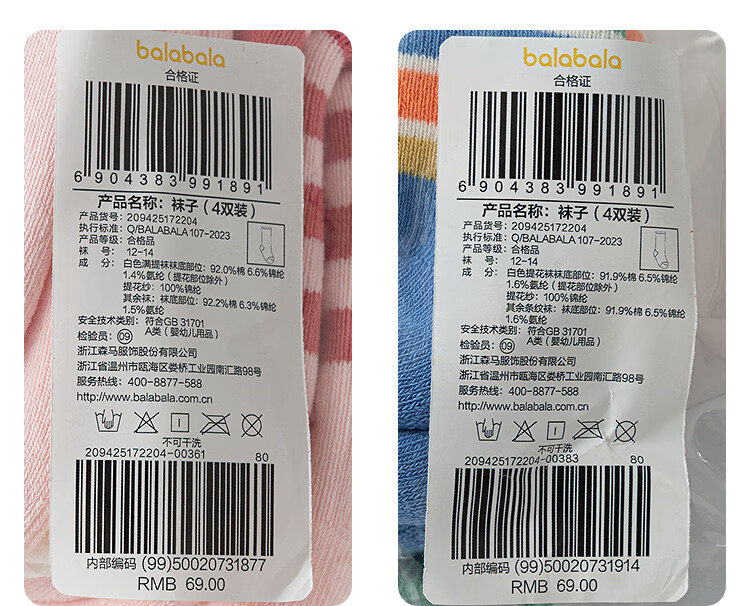 balabala
合格证
6 904383 991891
产品名称：袜子（4双装）
产品货号：209425172204
执行标准：Q/BALABALA 107-2023
产品等级：合格品
袜　号：12-14
成　分：白色满提袜袜底部位：92.0%棉 6.6%锦纶
1.4%氨纶（提花部位除外）
提花纱：100%锦纶
其余袜：袜底部位：92.2%棉 6.3%锦纶
1.5%氨纶
安全技术类别：符合GB 31701
A类（婴幼儿用品）
检验员：09
浙江森马服饰股份有限公司
浙江省温州市瓯海区娄桥工业园南汇路98号
服务热线：400-8877-588
http://www.balabala.com.cn
不可干洗
209425172204-00361 80
内部编码 (99)50020731877
RMB 69.00
balabala
合格证
6 904383 991891
产品名称：袜子（4双装）
产品货号：209425172204
执行标准：Q/BALABALA 107-2023
产品等级：合格品
袜　号：12-14
成　分：白色提花袜袜底部位：91.9%棉 6.5%锦纶
1.6%氨纶（提花部位除外）
提花纱：100%锦纶
其余条纹袜：袜底部位：91.9%棉 6.5%锦纶
1.6%氨纶
安全技术类别：符合GB 31701
A类（婴幼儿用品）
检验员：09
浙江森马服饰股份有限公司
浙江省温州市瓯海区娄桥工业园南汇路98号
服务热线：400-8877-588
http://www.balabala.com.cn
不可干洗
209425172204-00383 80
内部编码 (99)50020731914
RMB 69.00